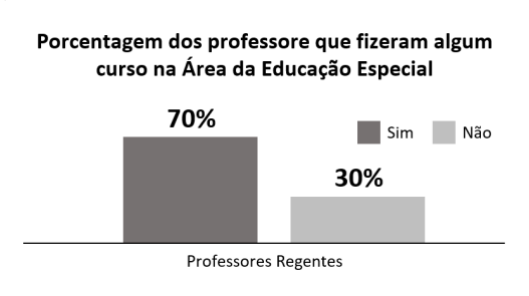 Porcentagem dos professore que fizeram algum
curso na Área da Educação Especial
70%
Sim
Não
30%
Professores Regentes